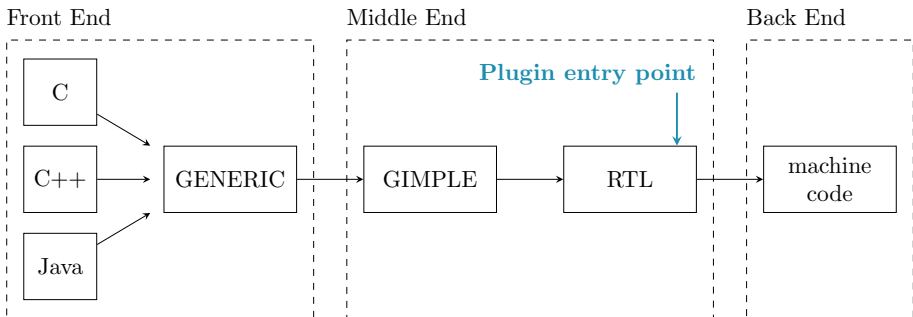 Front End
Middle End
Back End
C
Plugin entry point
C++
GENERIC
GIMPLE
RTL
machine
code
Java